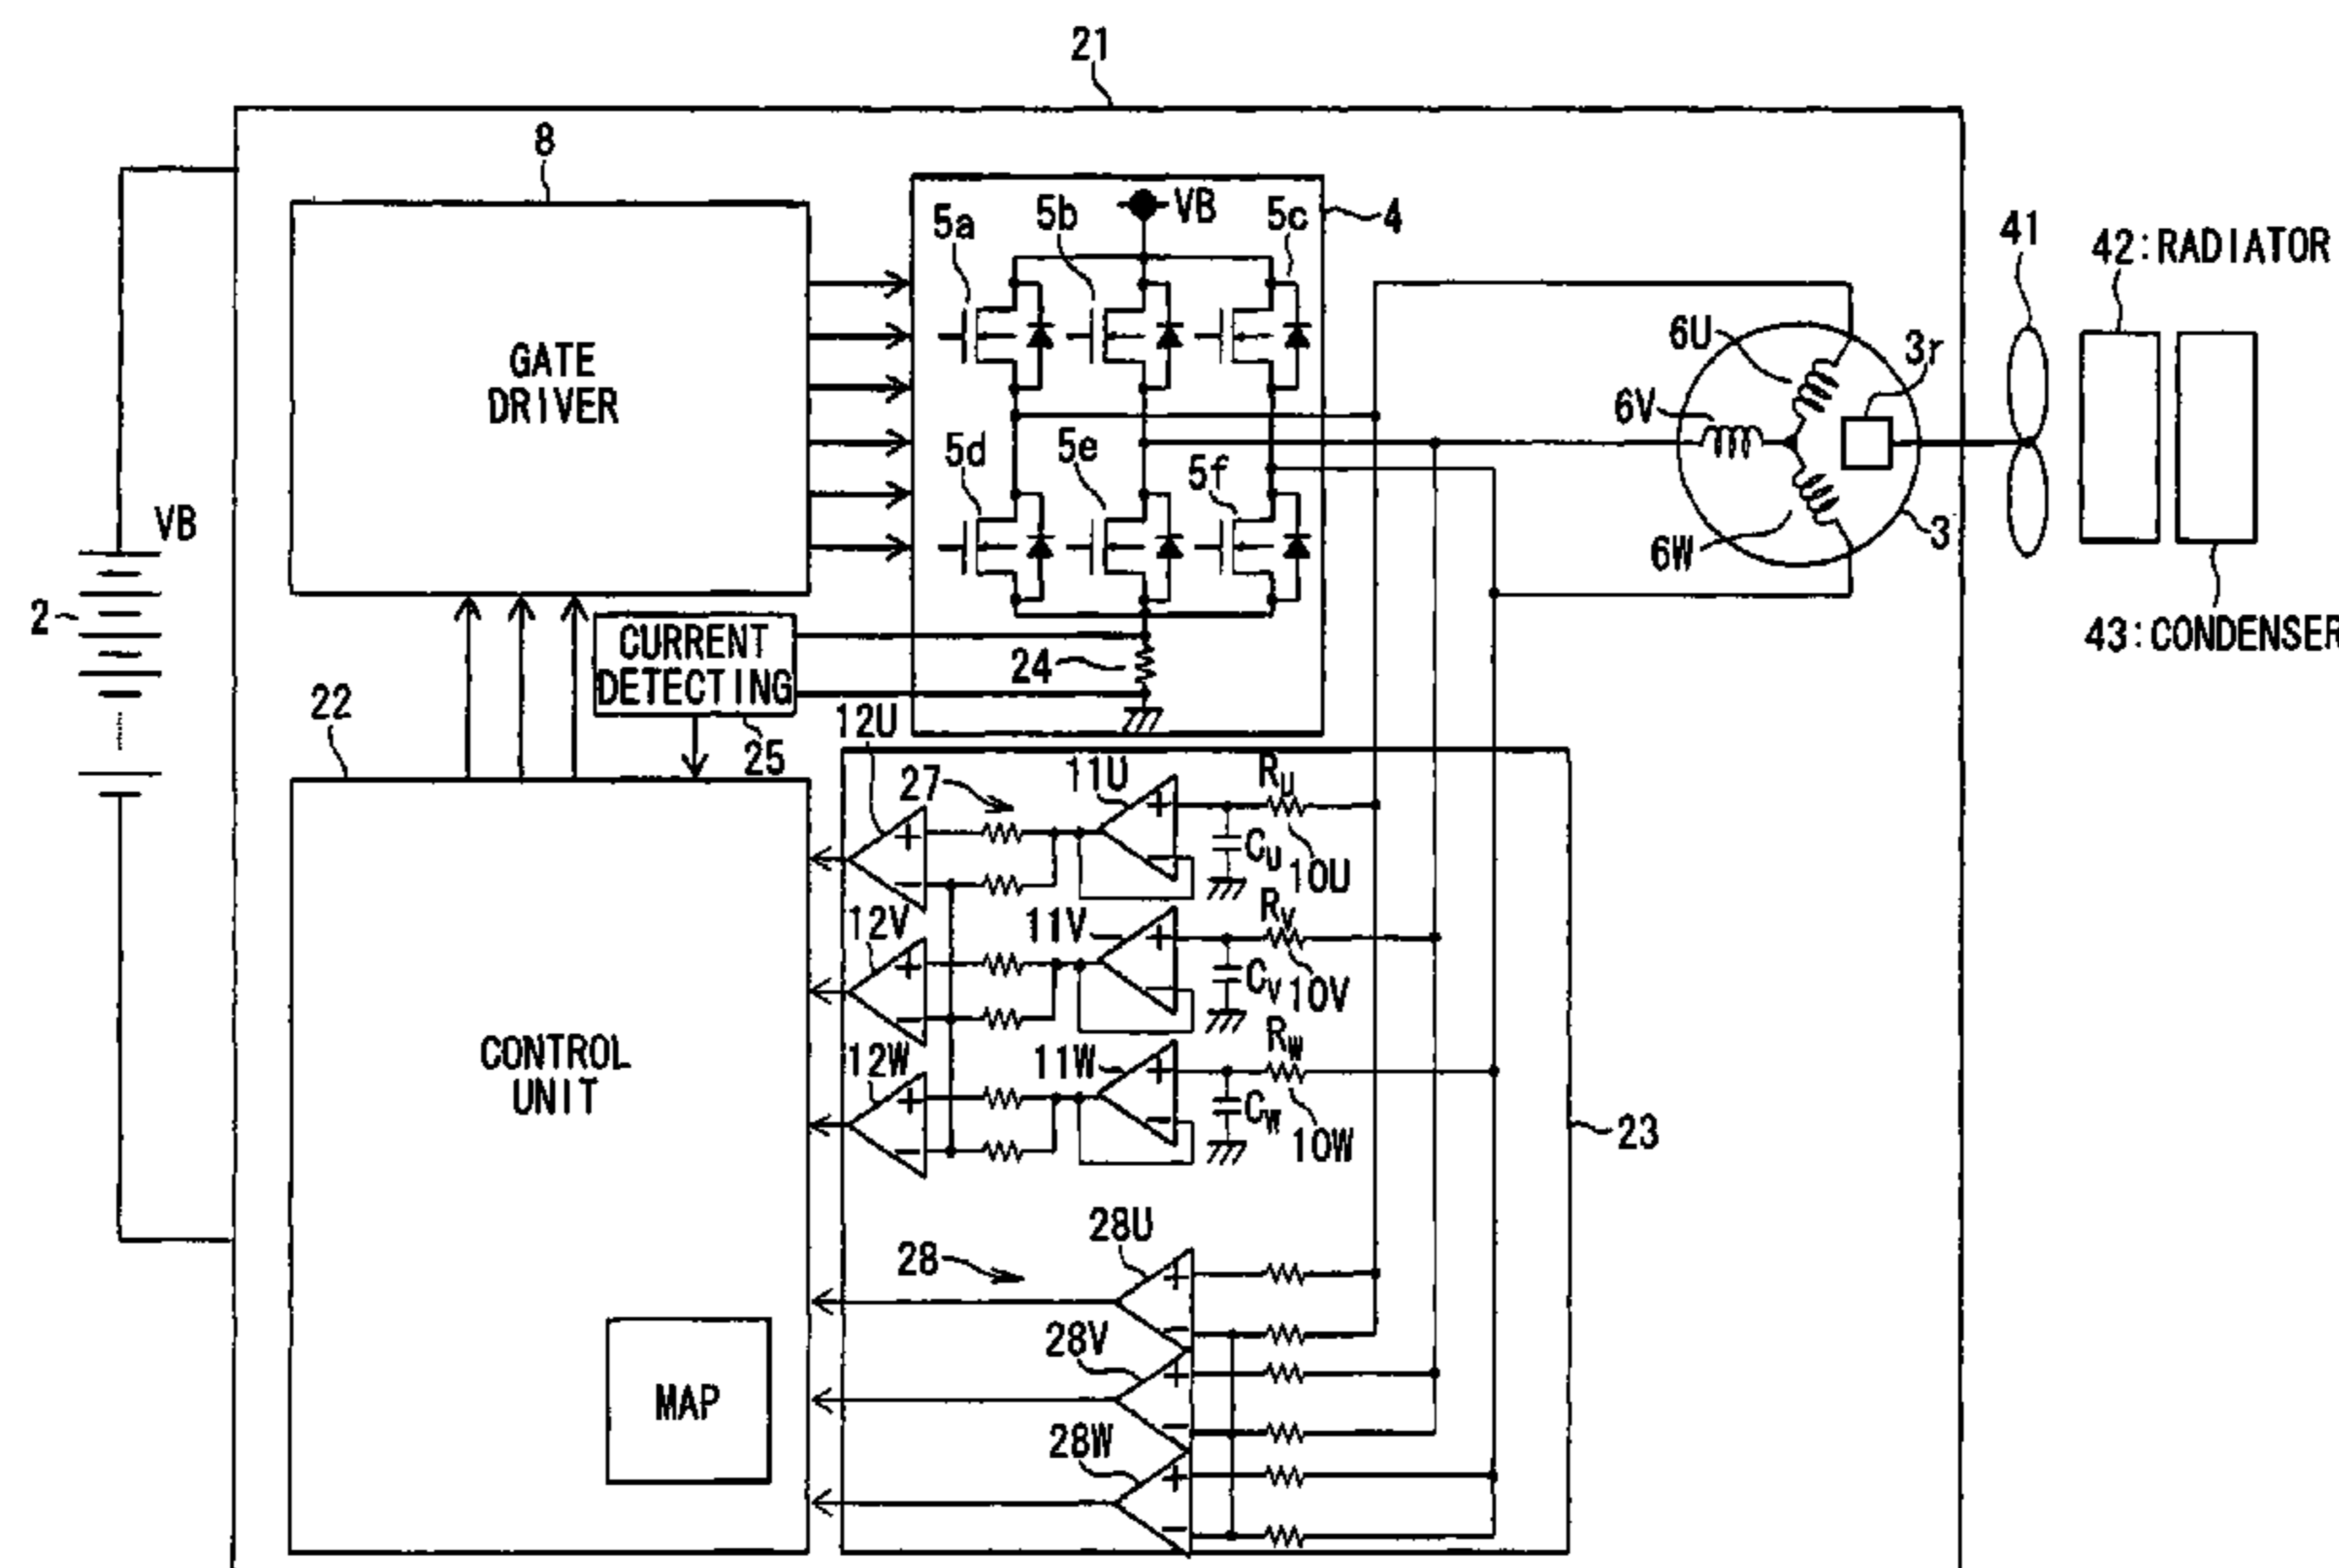 21
8
VB
4
5a
5b
5c
41
42:RADIATOR
GATE
DRIVER
6U
3r
6V
5d
5e
5f
VB
6W
3
2
CURRENT
DETECTING
24
43:CONDENSER
22
25
12U
27
11U
RU
CU
10U
12V
11V
RV
CV
10V
12W
11W
RW
CW
10W
CONTROL
UNIT
23
28U
28
28V
MAP
28W